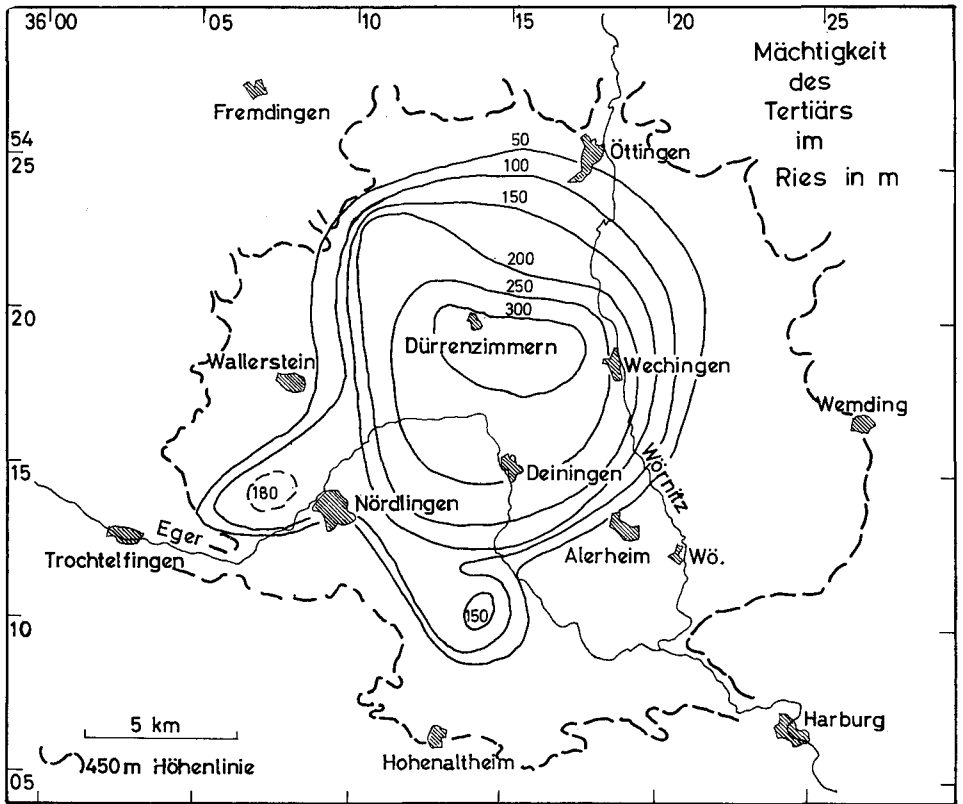 36 00 05 10 15 20 25
Mächtigkeit
des
Tertiärs
im
Ries in m
Fremdingen
54
25
50
Öttingen
100
150
200
250
20
300
Dürrenzimmern
Wallerstein
Wechingen
Wemding
15
180
Deiningen
Wörnitz
Nördlingen
Eger
Trochtelfingen
Alerheim
Wö.
10
150
5 km
Harburg
450m Höhenlinie
Hohenaltheim
05